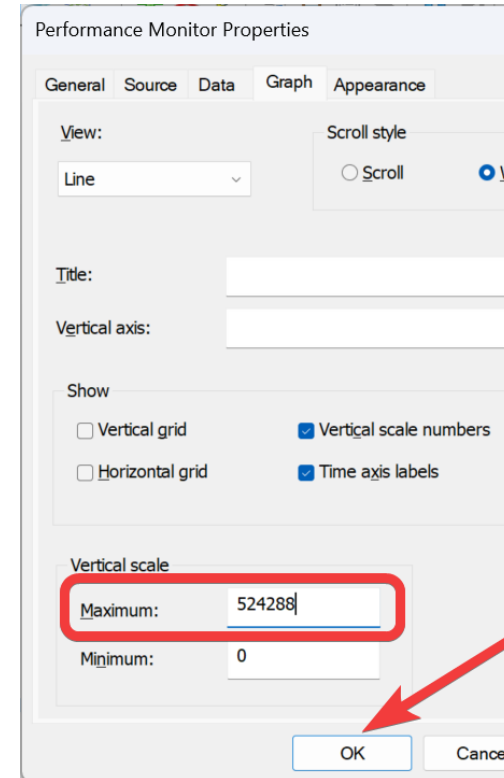 Performance Monitor Properties
General Source Data Graph Appearance
View: Scroll style
Line Scroll
Title:
Vertical axis:
Show
Vertical grid Vertical scale numbers
Horizontal grid Time axis labels
Vertical scale
Maximum: 524288
Minimum: 0
OK